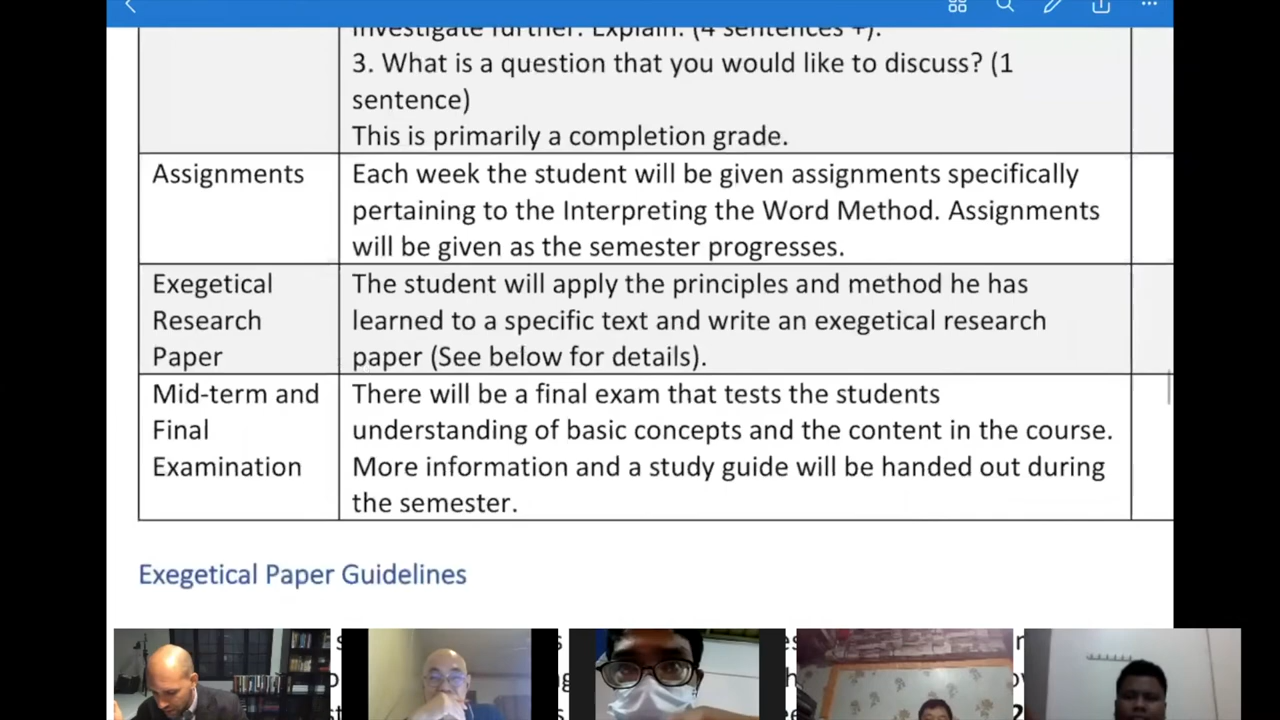 investigate further. Explain. (4 sentences +).
3. What is a question that you would like to discuss? (1
sentence)
This is primarily a completion grade.
Assignments
Each week the student will be given assignments specifically
pertaining to the Interpreting the Word Method. Assignments
will be given as the semester progresses.
Exegetical
Research
Paper
The student will apply the principles and method he has
learned to a specific text and write an exegetical research
paper (See below for details).
Mid-term and
Final
Examination
There will be a final exam that tests the students
understanding of basic concepts and the content in the course.
More information and a study guide will be handed out during
the semester.
Exegetical Paper Guidelines